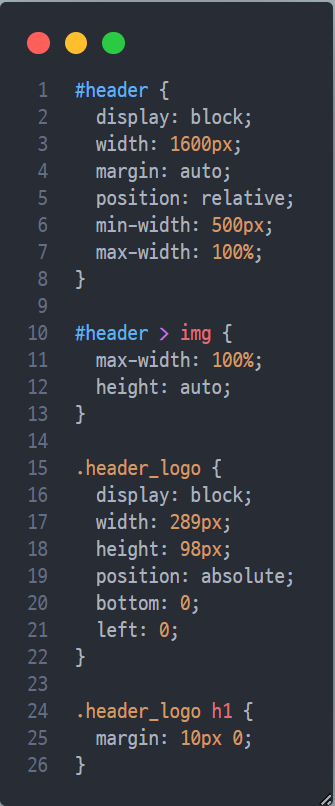 1 #header {
2   display: block;
3   width: 1600px;
4   margin: auto;
5   position: relative;
6   min-width: 500px;
7   max-width: 100%;
8 }
9
10 #header > img {
11   max-width: 100%;
12   height: auto;
13 }
14
15 .header_logo {
16   display: block;
17   width: 289px;
18   height: 98px;
19   position: absolute;
20   bottom: 0;
21   left: 0;
22 }
23
24 .header_logo h1 {
25   margin: 10px 0;
26 }